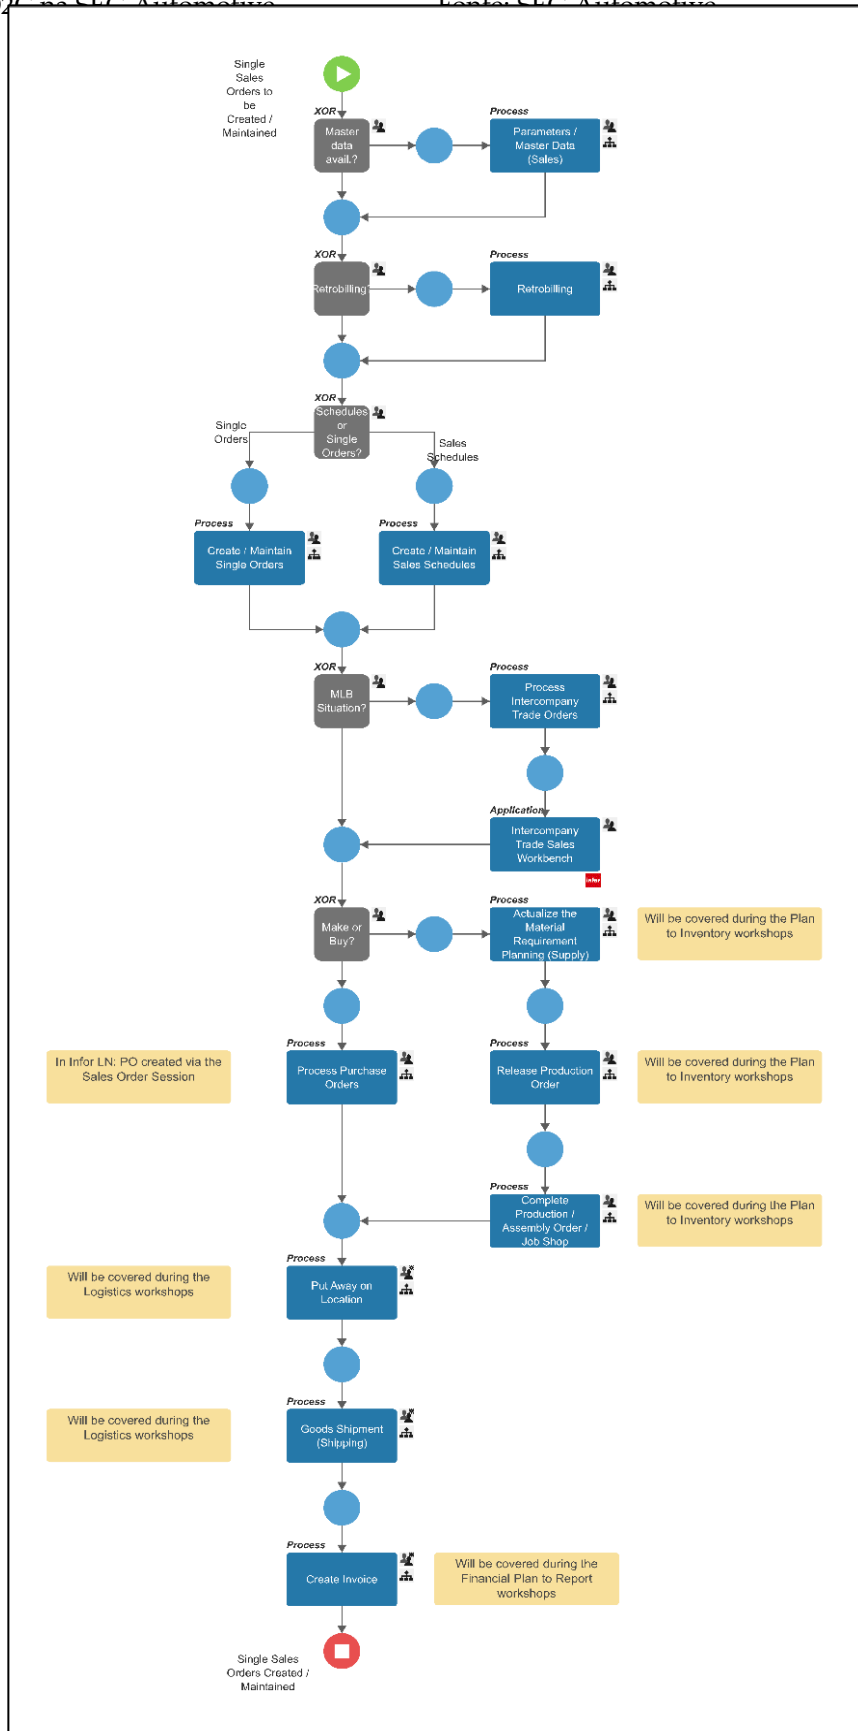 Single
Sales
Orders to
be
Created /
Maintained
XOR
Master
data
avail.?
Process
Parameters /
Master Data
(Sales)
XOR
Retrobilling?
Process
Retrobilling
XOR
Schedules
or
Single
Orders?
Single
Orders
Sales
Schedules
Process
Create / Maintain
Single Orders
Process
Create / Maintain
Sales Schedules
XOR
MLB
Situation?
Process
Process
Intercompany
Trade Orders
Application
Intercompany
Trade Sales
Workbench
infor
XOR
Make or
Buy?
Process
Actualize the
Material
Requirement
Planning (Supply)
Will be covered during the Plan
to Inventory workshops
In Infor LN: PO created via the
Sales Order Session
Process
Process Purchase
Orders
Process
Release Production
Order
Will be covered during the Plan
to Inventory workshops
Process
Complete
Production /
Assembly Order /
Job Shop
Will be covered during the Plan
to Inventory workshops
Will be covered during the
Logistics workshops
Process
Put Away on
Location
Will be covered during the
Logistics workshops
Process
Goods Shipment
(Shipping)
Process
Create Invoice
Will be covered during the
Financial Plan to Report
workshops
Single Sales
Orders Created /
Maintained